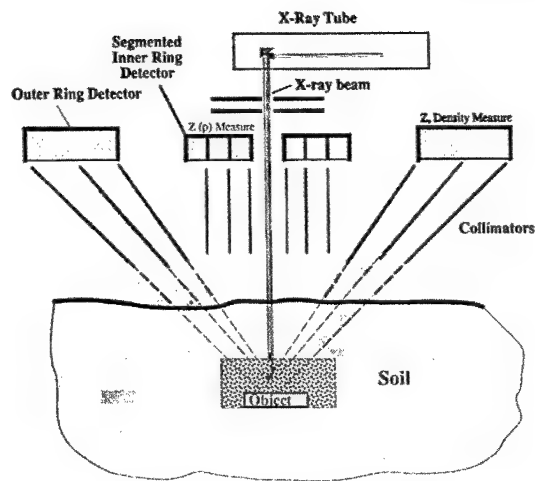 X-Ray Tube
Segmented
Inner Ring
Detector
X-ray beam
Outer Ring Detector
Z (p) Measure
Z, Density Measure
Collimators
Soil
Object